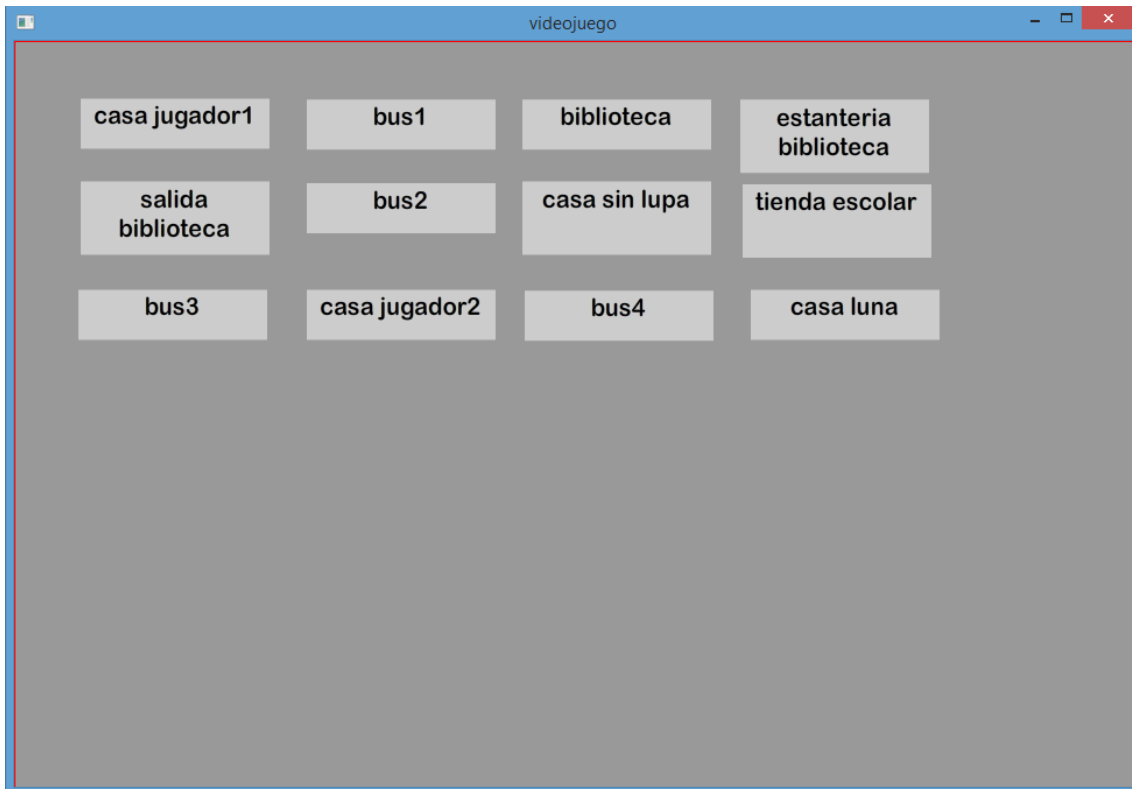 videojuego
casa jugador1
bus1
biblioteca
estanteria
biblioteca
salida
biblioteca
bus2
casa sin lupa
tienda escolar
bus3
casa jugador2
bus4
casa luna